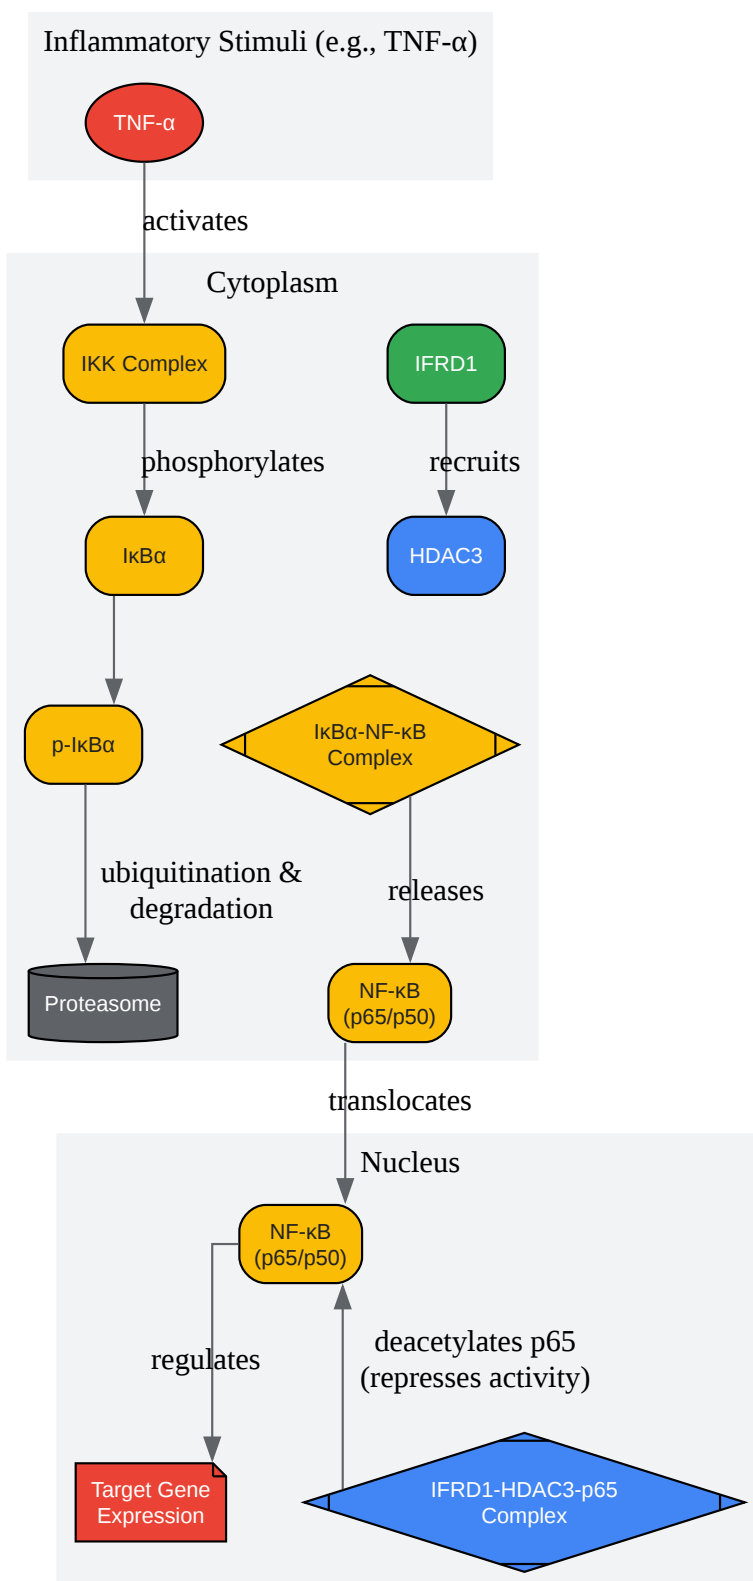 Inflammatory Stimuli (e.g., TNF-α)
TNF-α
activates
Cytoplasm
IKK Complex
IFRD1
phosphorylates
recruits
IκBα
HDAC3
p-IκBα
IκBα-NF-κB
Complex
ubiquitination &
degradation
releases
Proteasome
NF-κB
(p65/p50)
translocates
Nucleus
NF-κB
(p65/p50)
regulates
deacetylates p65
(represses activity)
Target Gene
Expression
IFRD1-HDAC3-p65
Complex